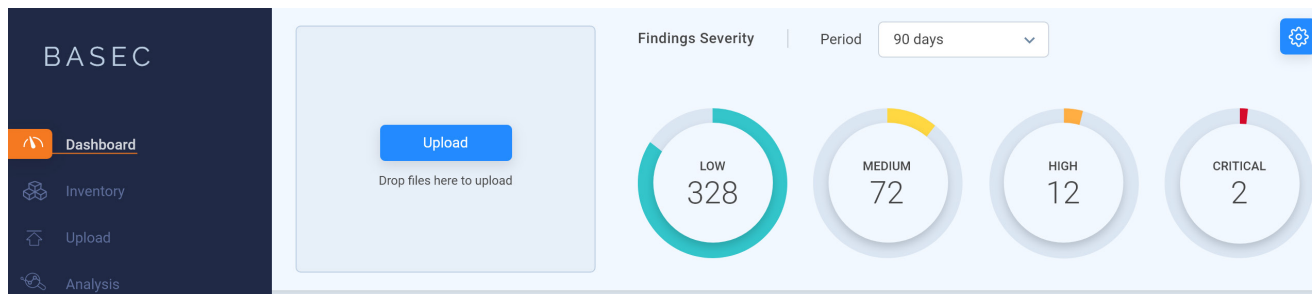 BASEC
Dashboard
Inventory
Upload
Analysis
Upload
Drop files here to upload
Findings Severity
Period
90 days
LOW
328
MEDIUM
72
HIGH
12
CRITICAL
2